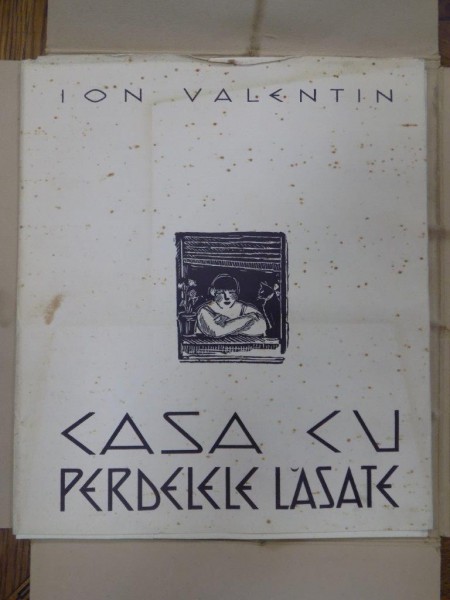 ION VALENTIN
CASA CU
PERDELELE LĂSATE